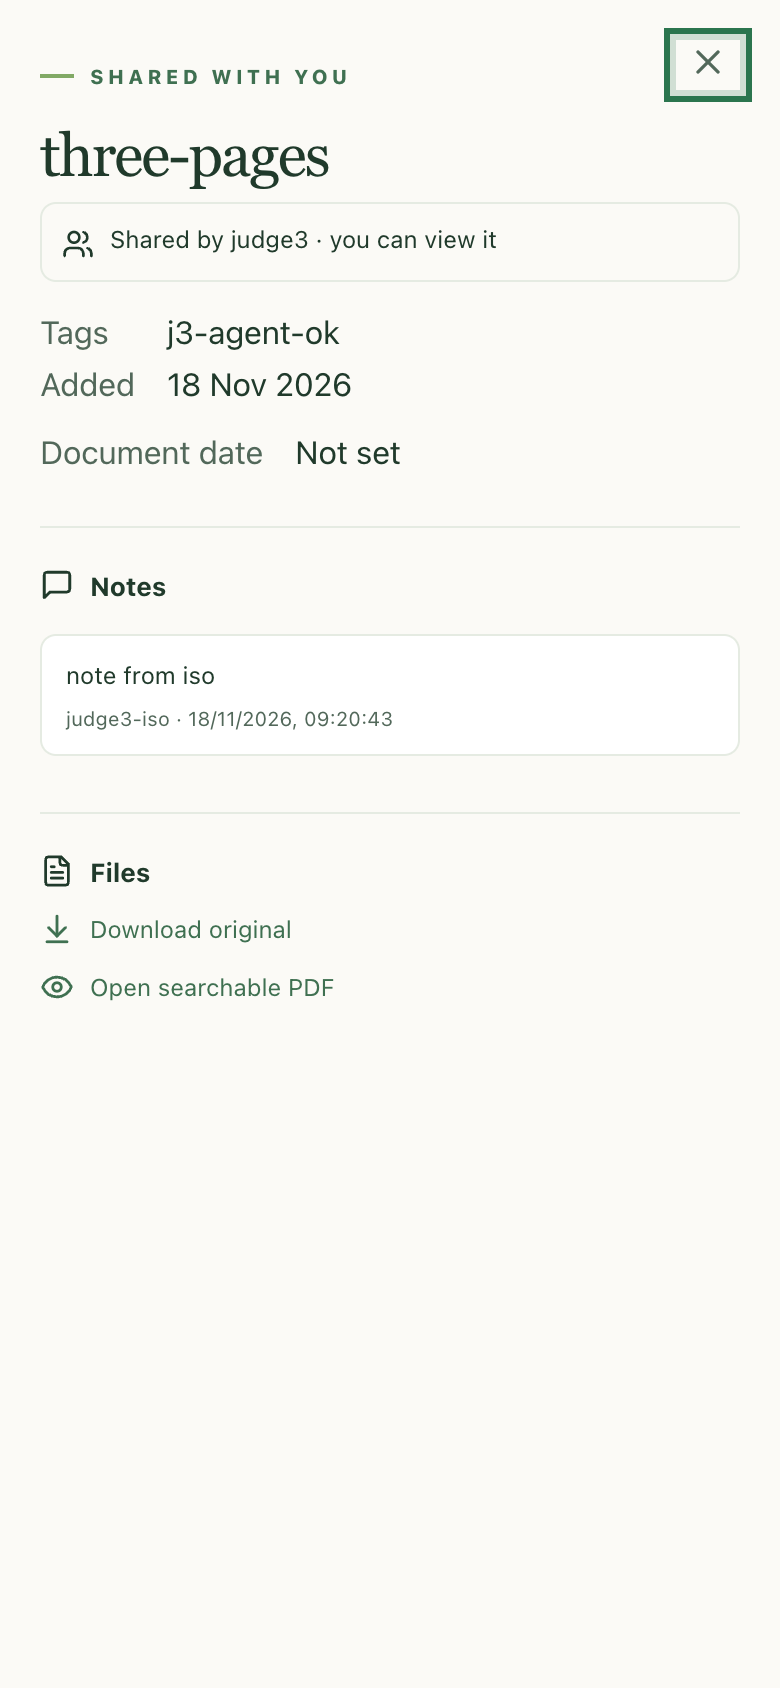 SHARED WITH YOU
three-pages
Shared by judge3 · you can view it
Tags j3-agent-ok
Added 18 Nov 2026
Document date Not set
Notes
note from iso
judge3-iso · 18/11/2026, 09:20:43
Files
Download original
Open searchable PDF